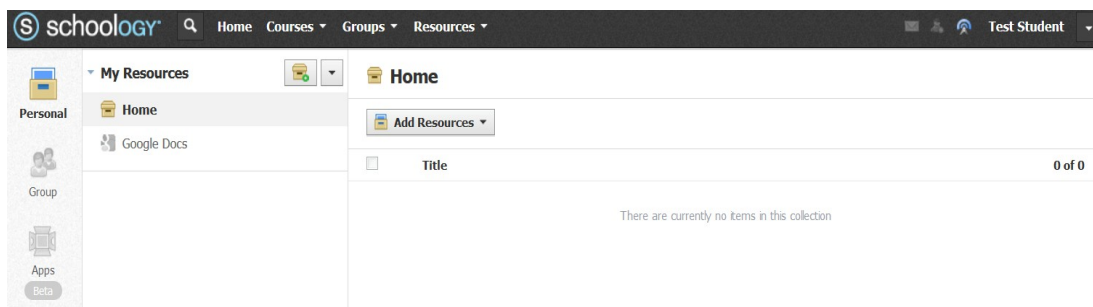 S schoology Home Courses Groups Resources Test Student
Personal
Group
Apps
Beta
My Resources
Home
Google Docs
Home
Add Resources
Title 0 of 0
There are currently no items in this collection